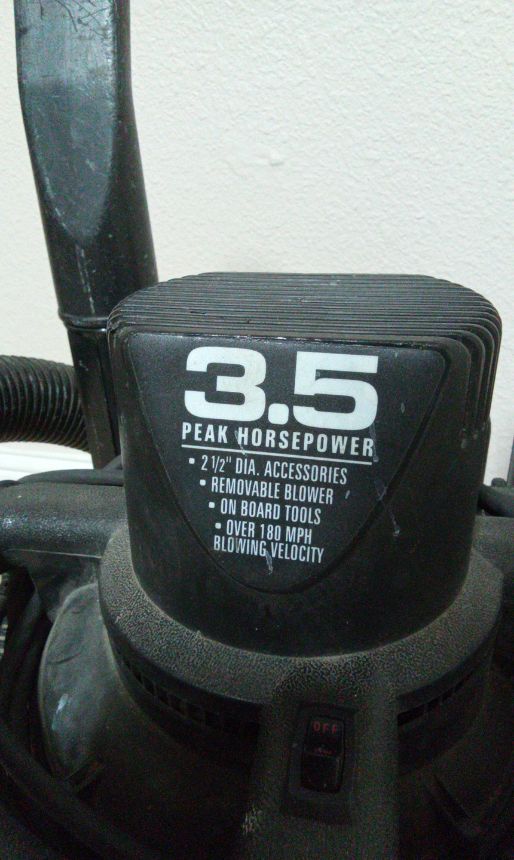 3.5
PEAK HORSEPOWER
• 2 1/2" DIA. ACCESSORIES
• REMOVABLE BLOWER
• ON BOARD TOOLS
• OVER 180 MPH
BLOWING VELOCITY
OFF